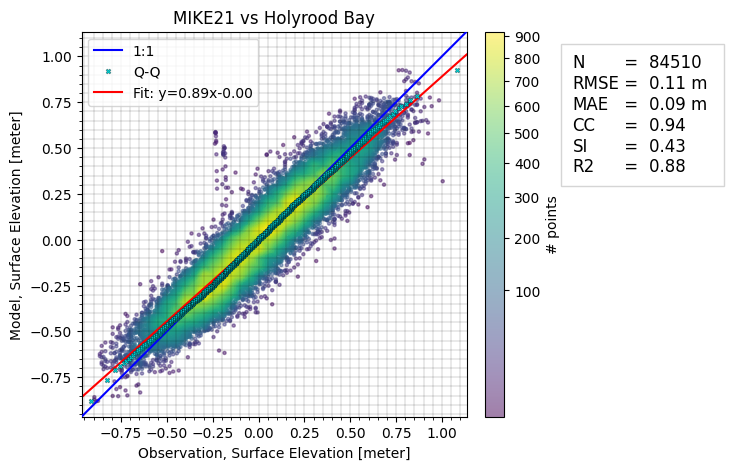 MIKE21 vs Holyrood Bay
1:1
Q-Q
Fit: y=0.89x-0.00
1.00
0.75
0.50
0.25
0.00
−0.25
−0.50
−0.75
Model, Surface Elevation [meter]
−0.75
−0.50
−0.25
0.00
0.25
0.50
0.75
1.00
Observation, Surface Elevation [meter]
900
800
700
600
500
400
300
200
100
# points
N = 84510
RMSE = 0.11 m
MAE = 0.09 m
CC = 0.94
SI = 0.43
R2 = 0.88